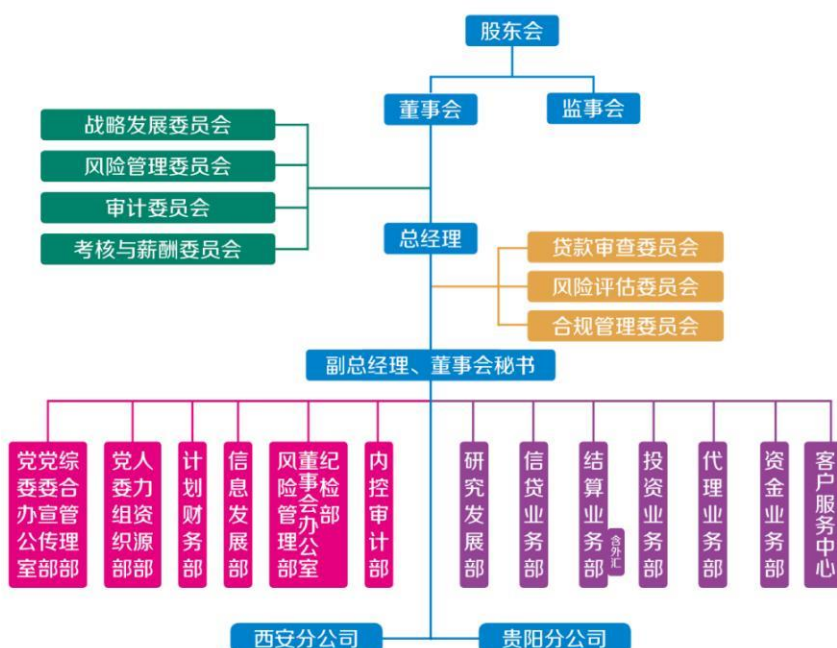 股东会
董事会
监事会
战略发展委员会
风险管理委员会
审计委员会
考核与薪酬委员会
总经理
贷款审查委员会
风险评估委员会
合规管理委员会
副总经理、董事会秘书
综合管理部
党委宣传部
党委办公室
人力资源部
党委组织部
计划财务部
信息发展部
纪检部
董事会办公室
风险管理部
内控审计部
研究发展部
信贷业务部
结算业务部
含外汇
投资业务部
代理业务部
资金业务部
客户服务中心
西安分公司
贵阳分公司